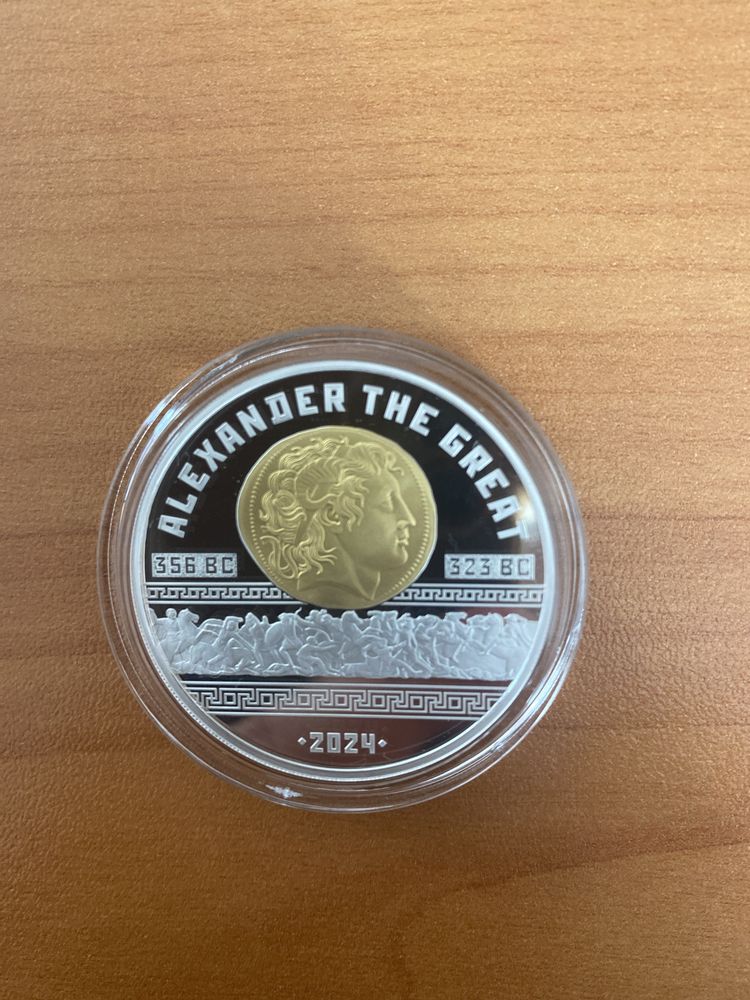 ALEXANDER THE GREAT
356 BC
323 BC
·2024·